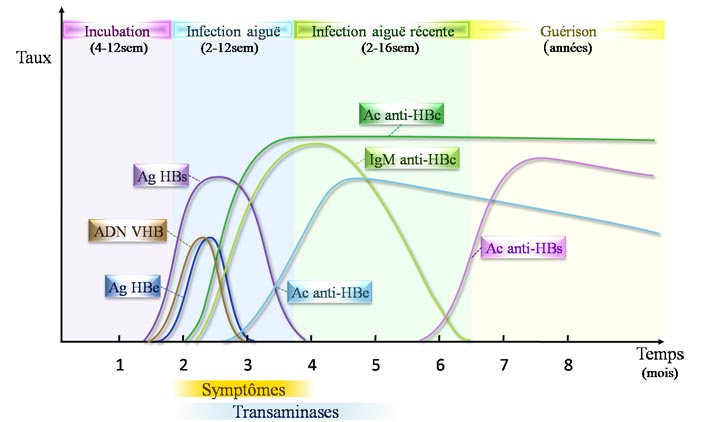 Incubation
(4-12sem)
Infection aiguë
(2-12sem)
Infection aiguë récente
(2-16sem)
Guérison
(années)
Taux
Ac anti-HBc
IgM anti-HBc
Ag HBs
ADN VHB
Ac anti-HBs
Ag HBe
Ac anti-HBe
1 2 3 4 5 6 7 8
Temps
(mois)
Symptômes
Transaminases